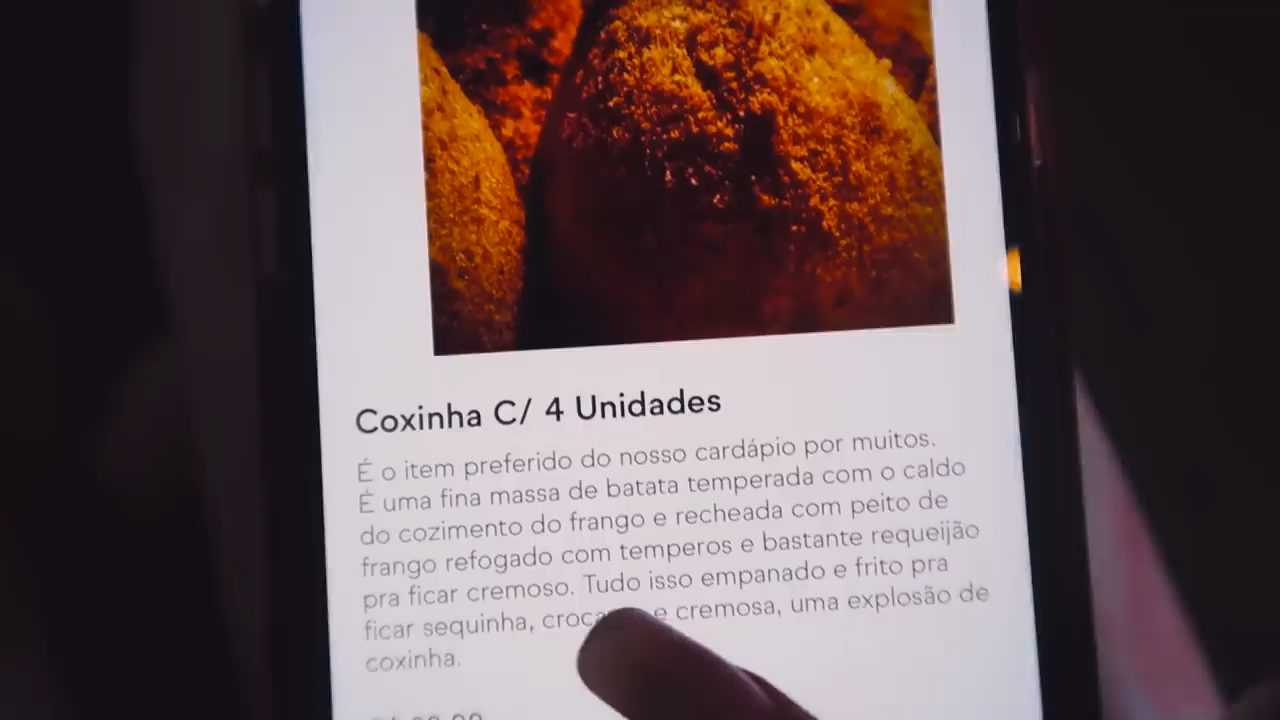 Coxinha C/ 4 Unidades
É o item preferido do nosso cardápio por muitos.
É uma fina massa de batata temperada com o caldo
do cozimento do frango e recheada com peito de
frango refogado com temperos e bastante requeijão
pra ficar cremoso. Tudo isso empanado e frito pra
ficar sequinha, e cremosa, uma explosão de
coxinha.